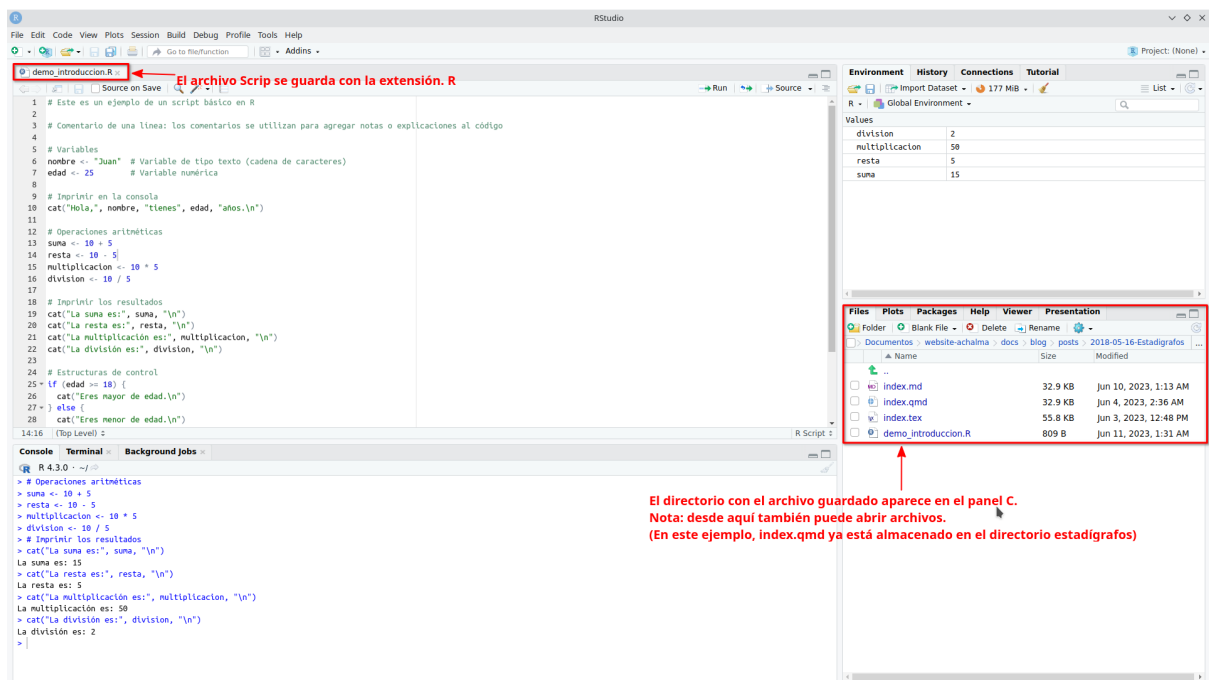 RStudio
File Edit Code View Plots Session Build Debug Profile Tools Help
Go to file/function Addins Project: (None)
demo_introduccion.R
El archivo Scrip se guarda con la extensión. R
Source on Save Run Source
1 # Este es un ejemplo de un script básico en R
2
3 # Comentario de una línea: los comentarios se utilizan para agregar notas o explicaciones al código
4
5 # Variables
6 nombre <- "Juan" # Variable de tipo texto (cadena de caracteres)
7 edad <- 25 # Variable numérica
8
9 # Imprimir en la consola
10 cat("Hola,", nombre, "tienes", edad, "años.\n")
11
12 # Operaciones aritméticas
13 suma <- 10 + 5
14 resta <- 10 - 5
15 multiplicacion <- 10 * 5
16 division <- 10 / 5
17
18 # Imprimir los resultados
19 cat("La suma es:", suma, "\n")
20 cat("La resta es:", resta, "\n")
21 cat("La multiplicación es:", multiplicacion, "\n")
22 cat("La división es:", division, "\n")
23
24 # Estructuras de control
25 if (edad >= 18) {
26 cat("Eres mayor de edad.\n")
27 } else {
28 cat("Eres menor de edad.\n")
14:16 (Top Level) R Script
Console Terminal Background Jobs
R 4.3.0 · ~/
> # Operaciones aritméticas
> suma <- 10 + 5
> resta <- 10 - 5
> multiplicacion <- 10 * 5
> division <- 10 / 5
> # Imprimir los resultados
> cat("La suma es:", suma, "\n")
La suma es: 15
> cat("La resta es:", resta, "\n")
La resta es: 5
> cat("La multiplicación es:", multiplicacion, "\n")
La multiplicación es: 50
> cat("La división es:", division, "\n")
La división es: 2
>
Environment History Connections Tutorial
Import Dataset 177 MiB List
R Global Environment
Values
division 2
multiplicacion 50
resta 5
suma 15
Files Plots Packages Help Viewer Presentation
Folder Blank File Delete Rename
Documentos > website-achalma > docs > blog > posts > 2018-05-16-Estadigrafos ...
Name Size Modified
..
index.md 32.9 KB Jun 10, 2023, 1:13 AM
index.qmd 32.9 KB Jun 4, 2023, 2:36 AM
index.tex 55.8 KB Jun 3, 2023, 12:48 PM
demo_introduccion.R 809 B Jun 11, 2023, 1:31 AM
El directorio con el archivo guardado aparece en el panel C.
Nota: desde aquí también puede abrir archivos.
(En este ejemplo, index.qmd ya está almacenado en el directorio estadígrafos)